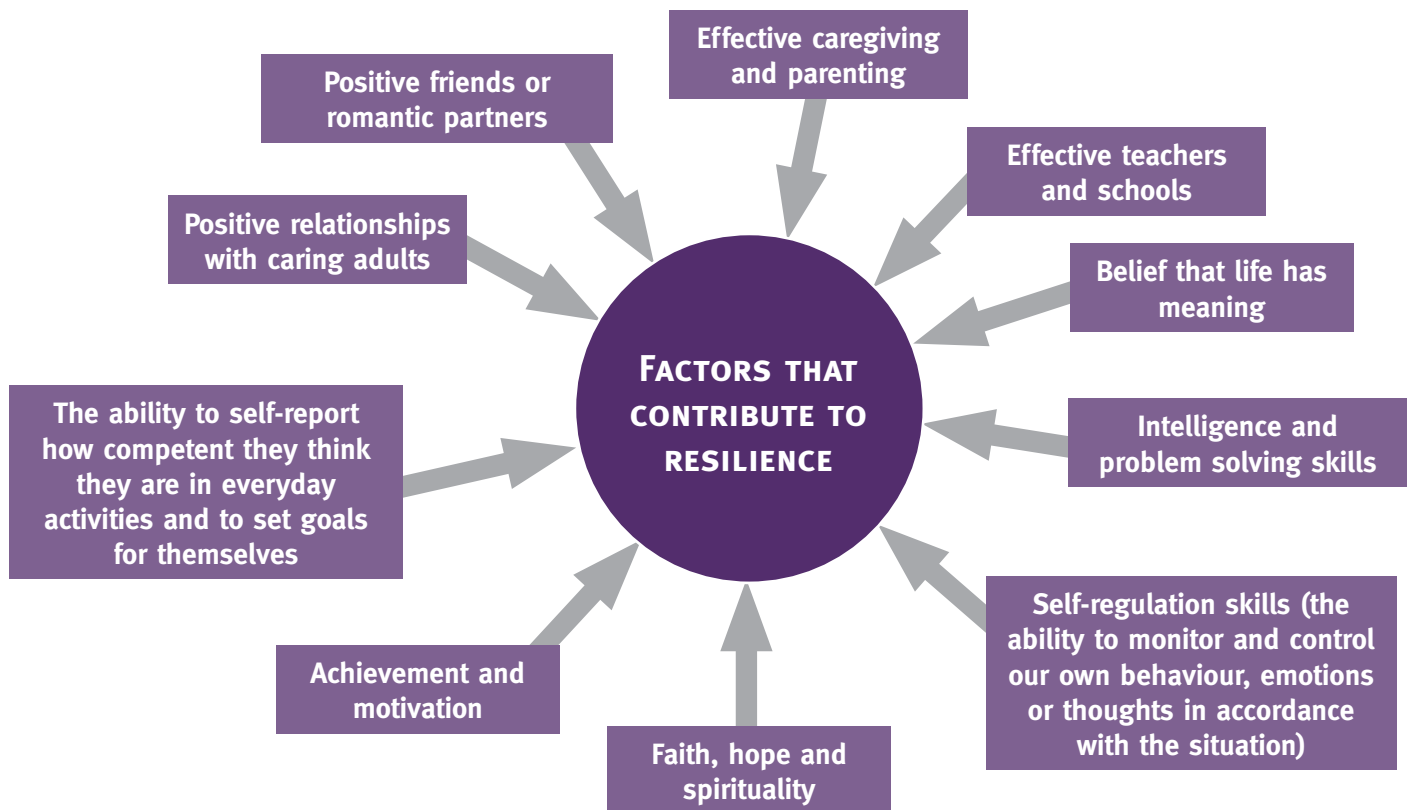 Effective caregiving
and parenting
Positive friends or
romantic partners
Effective teachers
and schools
Positive relationships
with caring adults
Belief that life has
meaning
FACTORS THAT
CONTRIBUTE TO
RESILIENCE
The ability to self-report
how competent they think
they are in everyday
activities and to set goals
for themselves
Intelligence and
problem solving skills
Self-regulation skills (the
ability to monitor and control
our own behaviour, emotions
or thoughts in accordance
with the situation)
Achievement and
motivation
Faith, hope and
spirituality